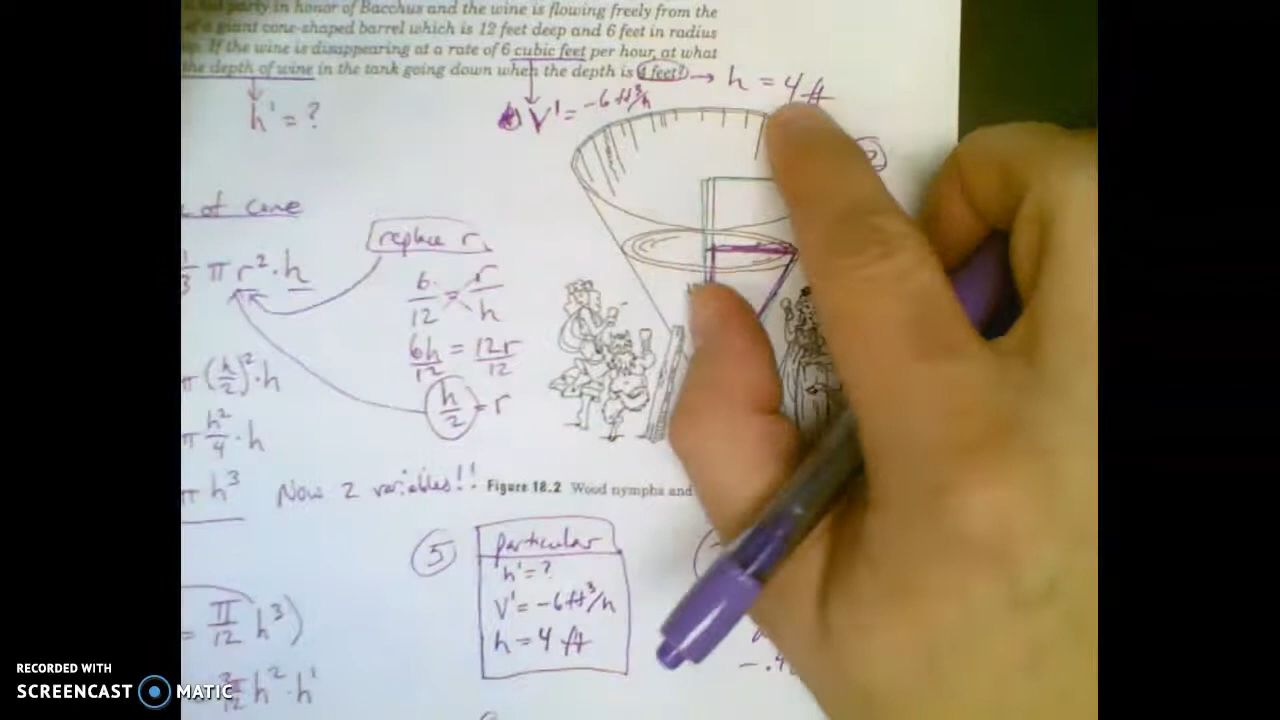 party in honor of Bacchus and the wine is flowing freely from the
of a giant cone-shaped barrel which is 12 feet deep and 6 feet in radius
If the wine is disappearing at a rate of 6 cubic feet per hour, at what
the depth of wine in the tank going down when the depth is 4 feet? → h = 4 ft
h' = ?
V' = -6 ft³/h
of cone
replace r
1/3 π r² · h
6/12 = r/h
6h/12 = 12r/12
h/2 = r
π (h/2)² · h
π h²/4 · h
π h³ Now 2 variables!!
Figure 18.2 Wood nymphs and
5
particular
h' = ?
V' = -6 ft³/h
h = 4 ft
= π/12 h³)
3π/12 h² · h'
RECORDED WITH
SCREENCAST MATIC